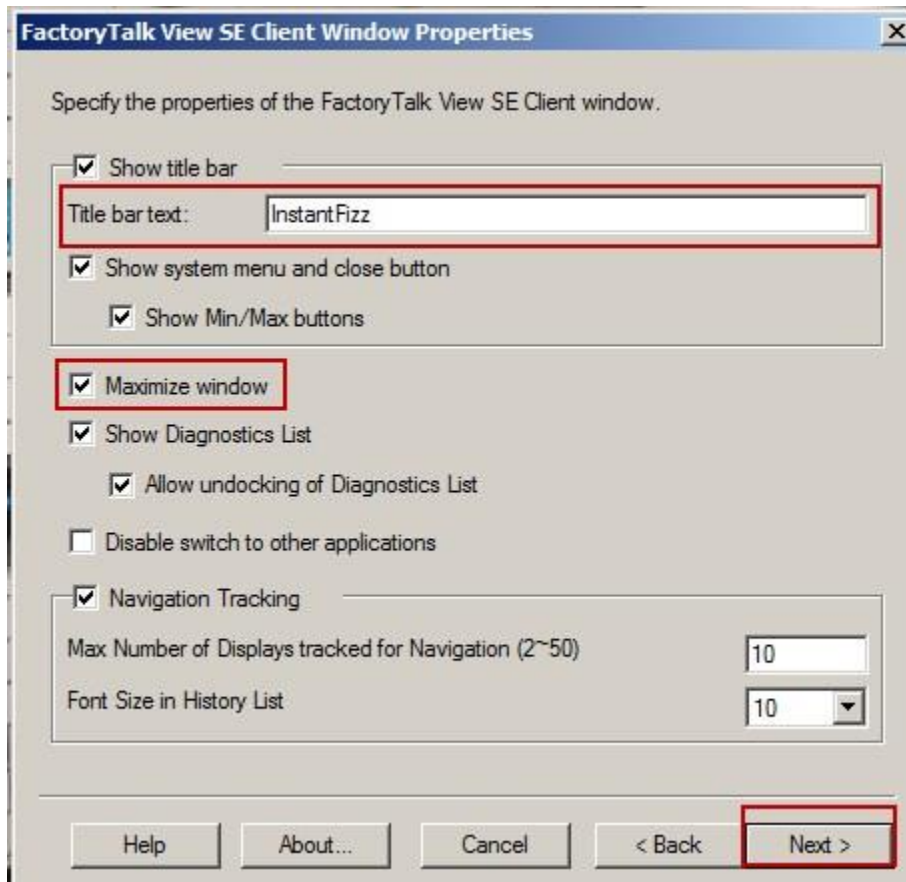 FactoryTalk View SE Client Window Properties
Specify the properties of the FactoryTalk View SE Client window.
Show title bar
Title bar text: InstantFizz
Show system menu and close button
Show Min/Max buttons
Maximize window
Show Diagnostics List
Allow undocking of Diagnostics List
Disable switch to other applications
Navigation Tracking
Max Number of Displays tracked for Navigation (2~50) 10
Font Size in History List 10
Help About... Cancel < Back Next >